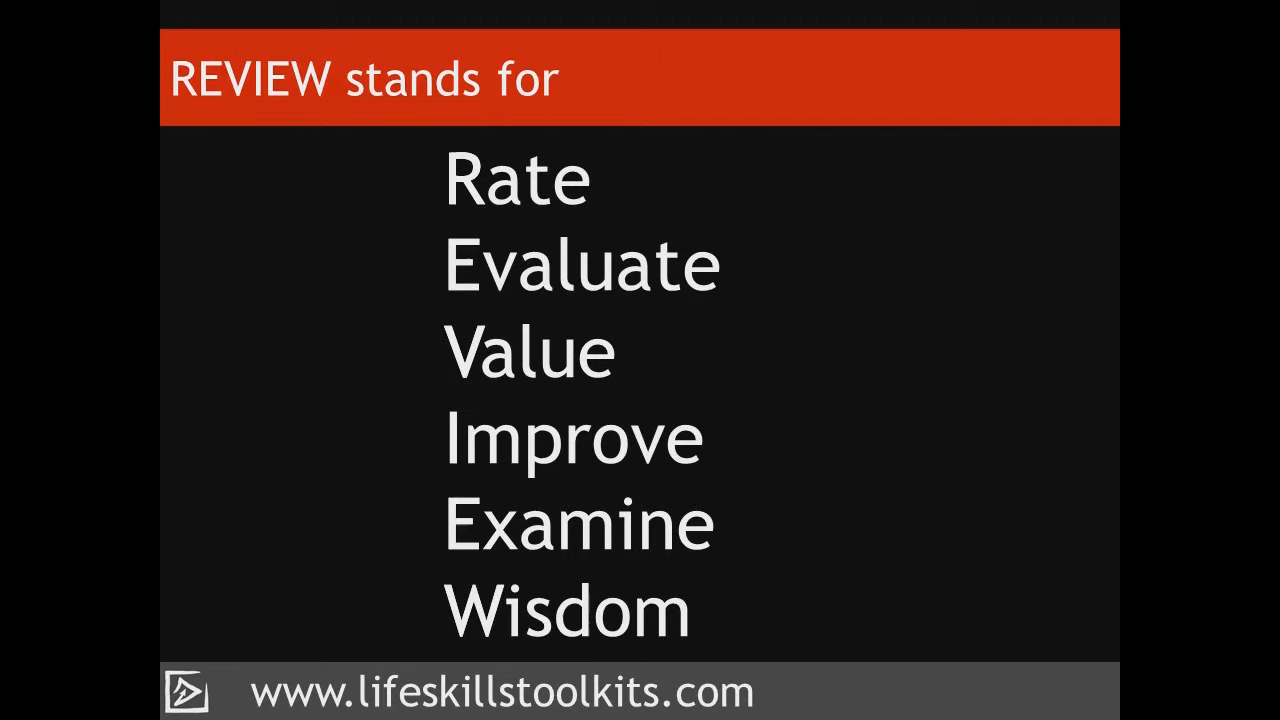 REVIEW stands for
Rate
Evaluate
Value
Improve
Examine
Wisdom
www.lifeskillstoolkits.com